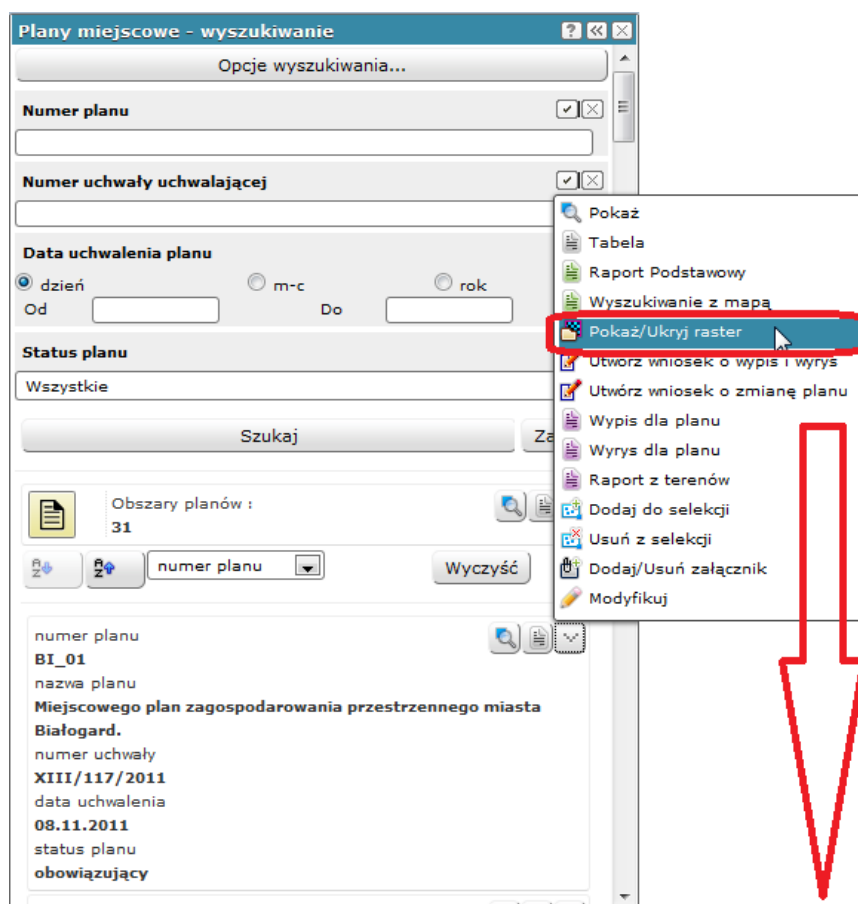 Plany miejscowe - wyszukiwanie
Opcje wyszukiwania...
Numer planu
Numer uchwały uchwalającej
Data uchwalenia planu
dzień m-c rok
Od Do
Status planu
Wszystkie
Szukaj Za
Obszary planów :
31
numer planu Wyczyść
numer planu
BI_01
nazwa planu
Miejscowego plan zagospodarowania przestrzennego miasta
Białogard.
numer uchwały
XIII/117/2011
data uchwalenia
08.11.2011
status planu
obowiązujący
Pokaż
Tabela
Raport Podstawowy
Wyszukiwanie z mapą
Pokaż/Ukryj raster
Utwórz wniosek o wypis i wyrys
Utwórz wniosek o zmianę planu
Wypis dla planu
Wyrys dla planu
Raport z terenów
Dodaj do selekcji
Usuń z selekcji
Dodaj/Usuń załącznik
Modyfikuj